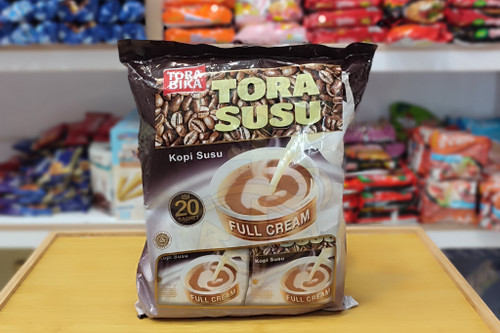 TORA
BIKA
TORA
SUSU
Kopi Susu
20
FULL CREAM
Kopi Susu
FULL CREAM
Kopi Susu
FULL CREAM